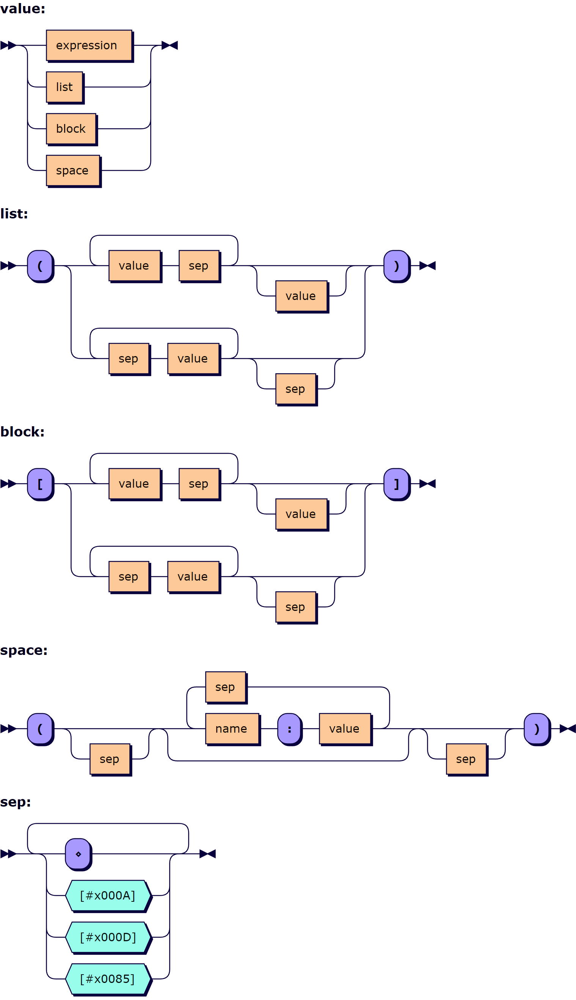 value:
expression
list
block
space
list:
( value sep )
value
sep value
sep
block:
[ value sep ]
value
sep value
sep
space:
sep
( name : value )
sep sep
sep:
⋄
[#x000A]
[#x000D]
[#x0085]